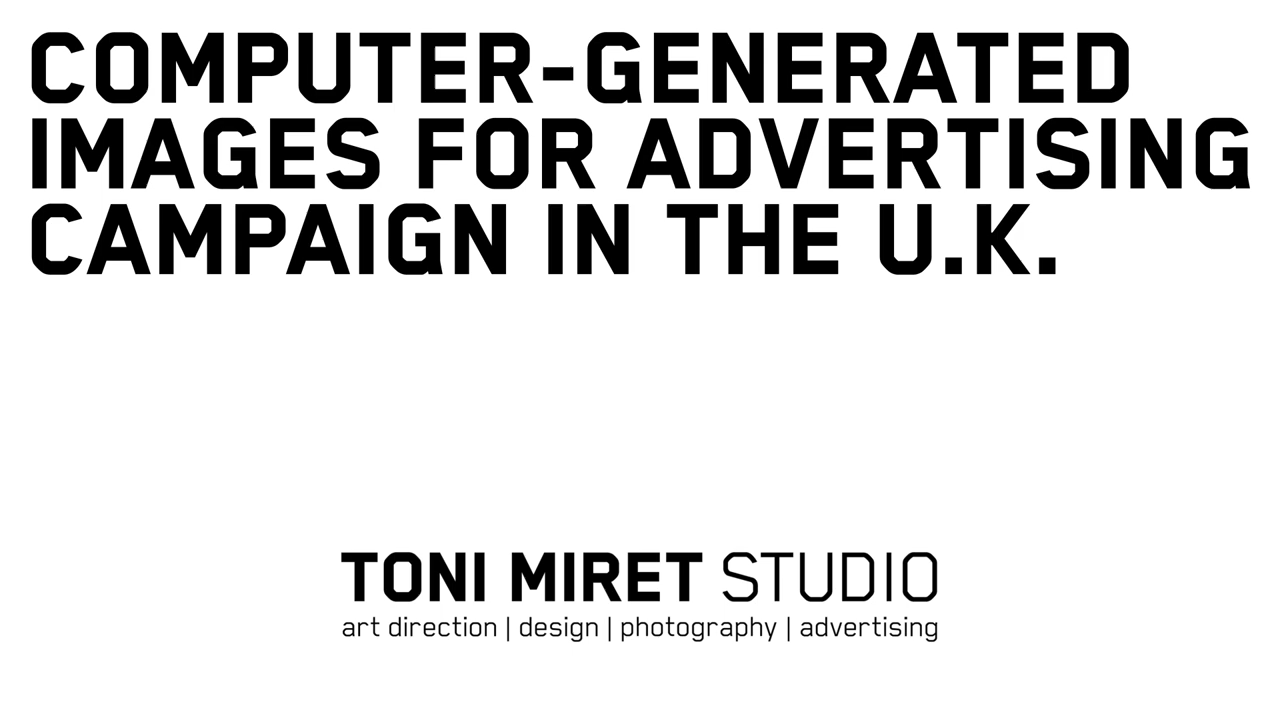 COMPUTER-GENERATED
IMAGES FOR ADVERTISING
CAMPAIGN IN THE U.K.
TONI MIRET STUDIO
art direction | design | photography | advertising